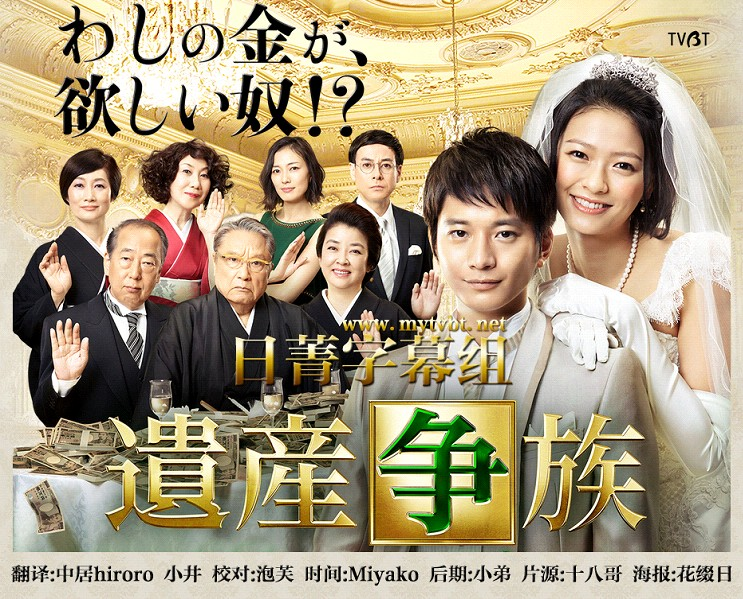 わしの金が、
欲しい奴!?
TVβT
www.mytvbt.net
日菁字幕组
遺産争族
翻译:中居hiroro 小井 校对:泡芙 时间:Miyako 后期:小弟 片源:十八哥 海报:花缀日